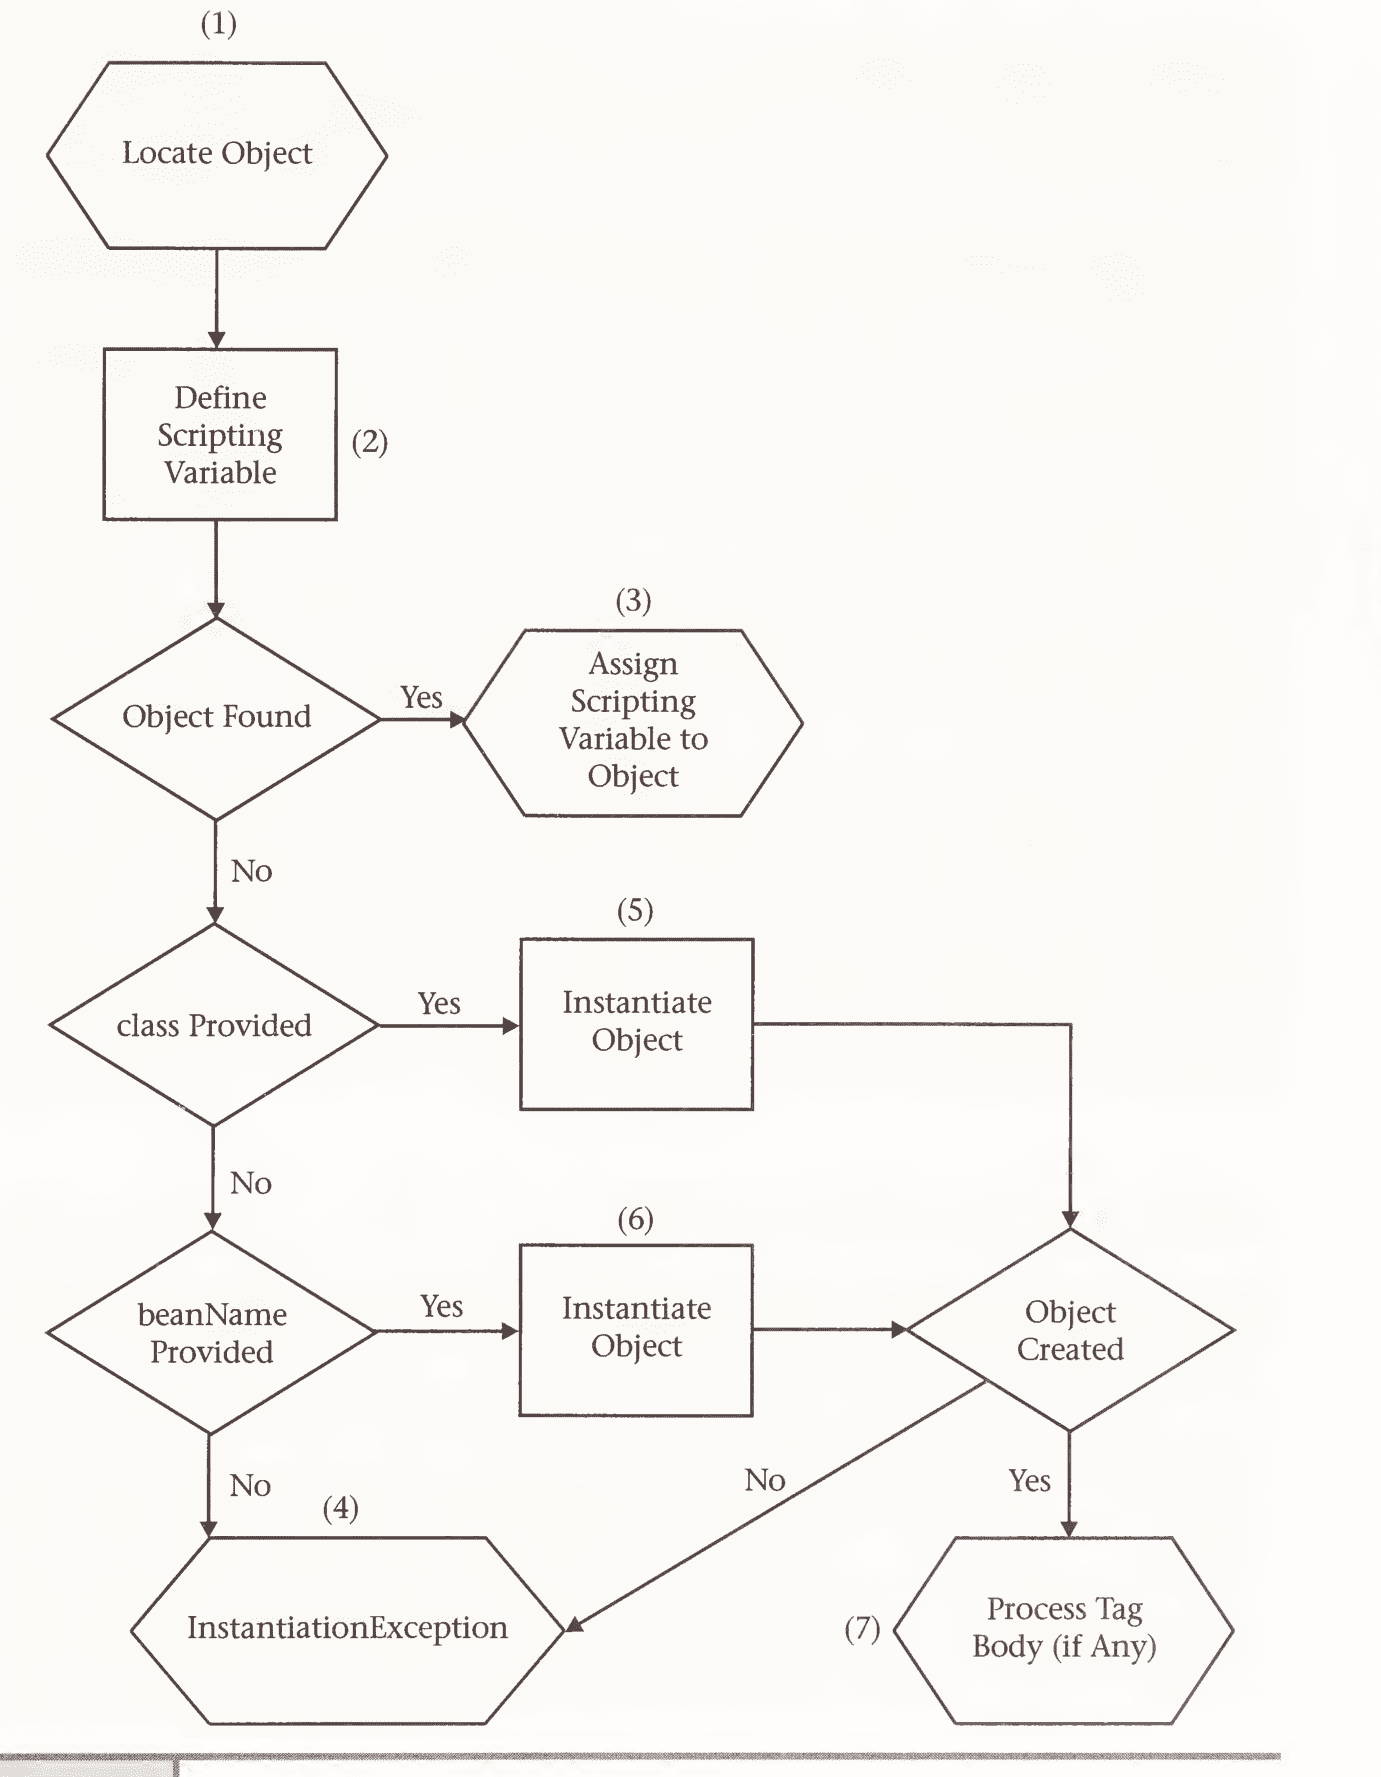 (1)
Locate Object
Define
Scripting
Variable
(2)
(3)
Object Found
Yes
Assign
Scripting
Variable to
Object
No
(5)
class Provided
Yes
Instantiate
Object
No
(6)
beanName
Provided
Yes
Instantiate
Object
Object
Created
No
(4)
No
Yes
InstantiationException
(7)
Process Tag
Body (if Any)